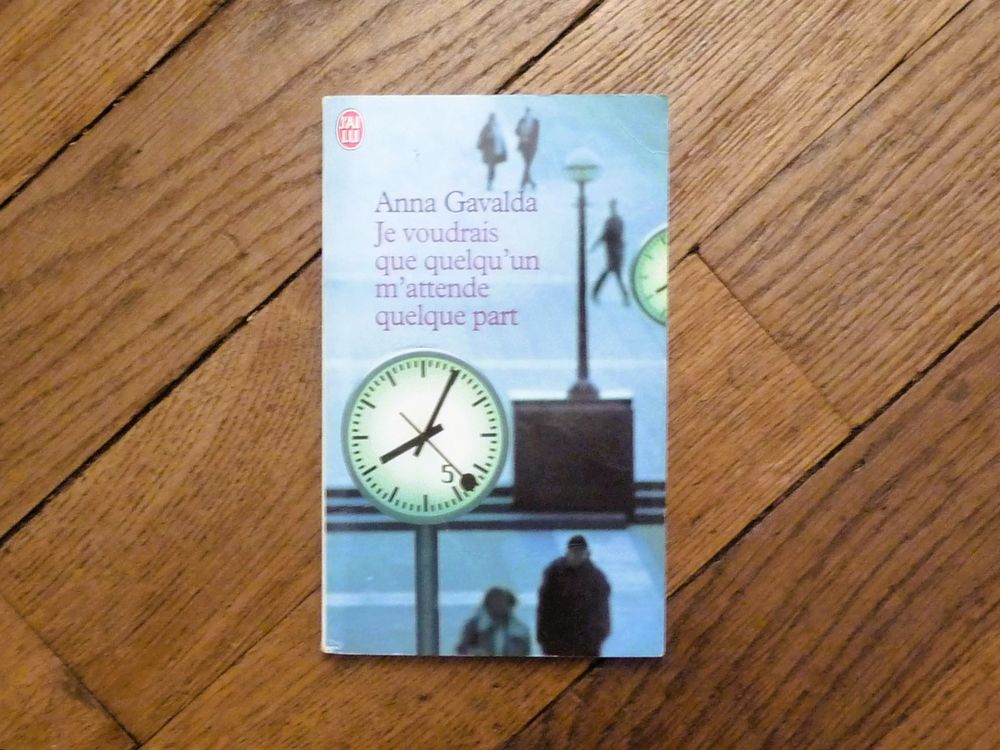 J'AI
LU
Anna Gavalda
Je voudrais
que quelqu'un
m'attende
quelque part
5